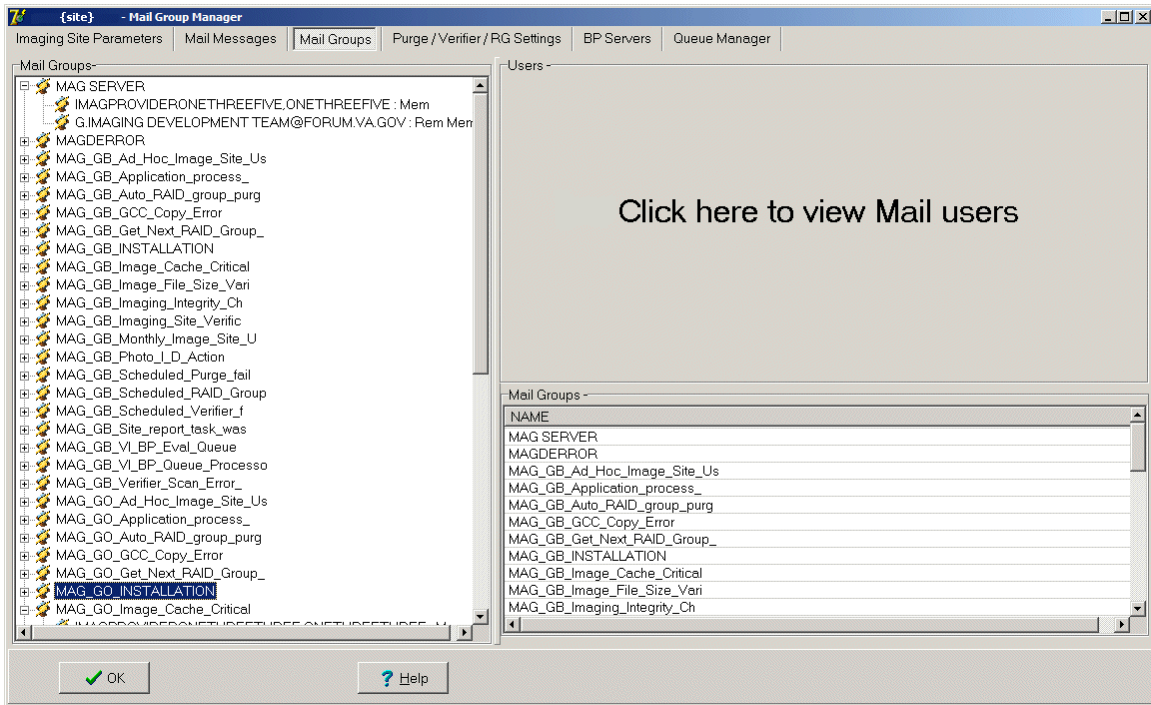 {site} - Mail Group Manager
Imaging Site Parameters Mail Messages Mail Groups Purge / Verifier / RG Settings BP Servers Queue Manager
Mail Groups-
MAG SERVER
IMAGPROVIDERONETHREEFIVE,ONETHREEFIVE : Mem
G.IMAGING DEVELOPMENT TEAM@FORUM.VA.GOV : Rem Mem
MAGDERROR
MAG_GB_Ad_Hoc_Image_Site_Us
MAG_GB_Application_process_
MAG_GB_Auto_RAID_group_purg
MAG_GB_GCC_Copy_Error
MAG_GB_Get_Next_RAID_Group_
MAG_GB_INSTALLATION
MAG_GB_Image_Cache_Critical
MAG_GB_Image_File_Size_Vari
MAG_GB_Imaging_Integrity_Ch
MAG_GB_Imaging_Site_Verific
MAG_GB_Monthly_Image_Site_U
MAG_GB_Photo_I_D_Action
MAG_GB_Scheduled_Purge_fail
MAG_GB_Scheduled_RAID_Group
MAG_GB_Scheduled_Verifier_f
MAG_GB_Site_report_task_was
MAG_GB_VI_BP_Eval_Queue
MAG_GB_VI_BP_Queue_Processo
MAG_GB_Verifier_Scan_Error_
MAG_GO_Ad_Hoc_Image_Site_Us
MAG_GO_Application_process_
MAG_GO_Auto_RAID_group_purg
MAG_GO_GCC_Copy_Error
MAG_GO_Get_Next_RAID_Group_
MAG_GO_INSTALLATION
MAG_GO_Image_Cache_Critical
Users -
Click here to view Mail users
Mail Groups -
NAME
MAG SERVER
MAGDERROR
MAG_GB_Ad_Hoc_Image_Site_Us
MAG_GB_Application_process_
MAG_GB_Auto_RAID_group_purg
MAG_GB_GCC_Copy_Error
MAG_GB_Get_Next_RAID_Group_
MAG_GB_INSTALLATION
MAG_GB_Image_Cache_Critical
MAG_GB_Image_File_Size_Vari
MAG_GB_Imaging_Integrity_Ch
OK
Help